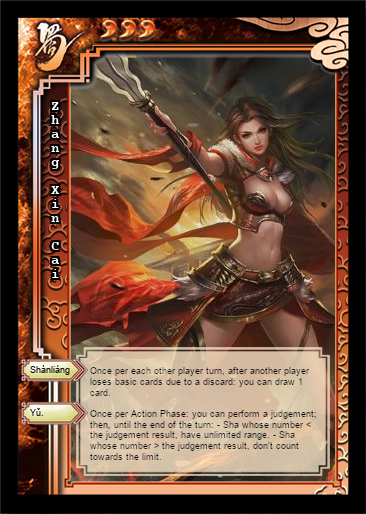 蜀
Zhang Xin Cai
Shànliáng
Once per each other player turn, after another player
loses basic cards due to a discard: you can draw 1
card.
Yǔ.
Once per Action Phase: you can perform a judgement;
then, until the end of the turn: - Sha whose number <
the judgement result, have unlimited range. - Sha
whose number > the judgement result, don't count
towards the limit.